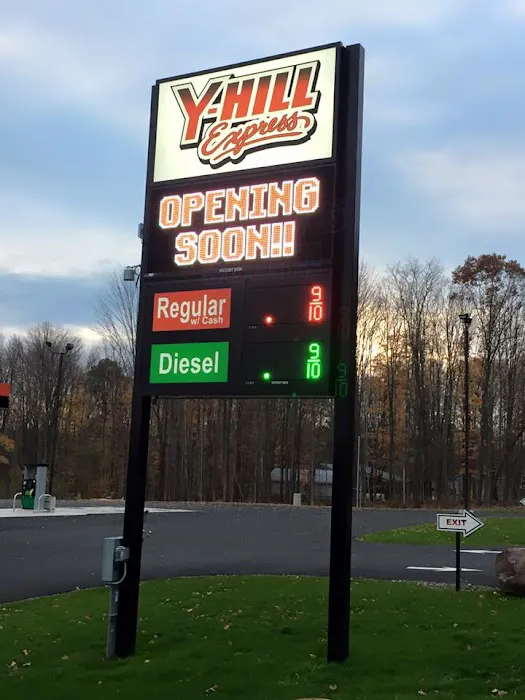 Y-HILL
Express
OPENING
SOON!!
Regular
w/ Cash
9
10
Diesel
9
10
EXIT